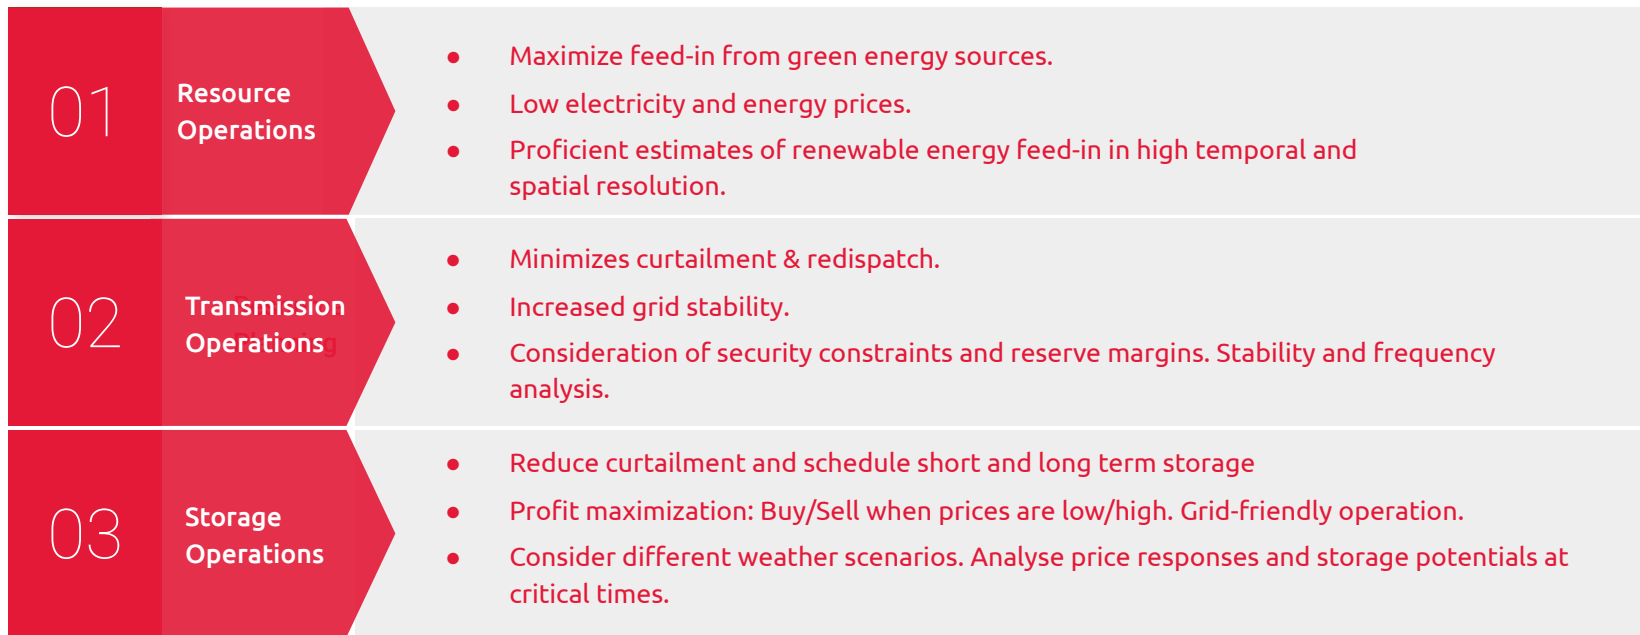 01
Resource
Operations
● Maximize feed-in from green energy sources.
● Low electricity and energy prices.
● Proficient estimates of renewable energy feed-in in high temporal and
spatial resolution.
02
Transmission
Operations
● Minimizes curtailment & redispatch.
● Increased grid stability.
● Consideration of security constraints and reserve margins. Stability and frequency
analysis.
03
Storage
Operations
● Reduce curtailment and schedule short and long term storage
● Profit maximization: Buy/Sell when prices are low/high. Grid-friendly operation.
● Consider different weather scenarios. Analyse price responses and storage potentials at
critical times.